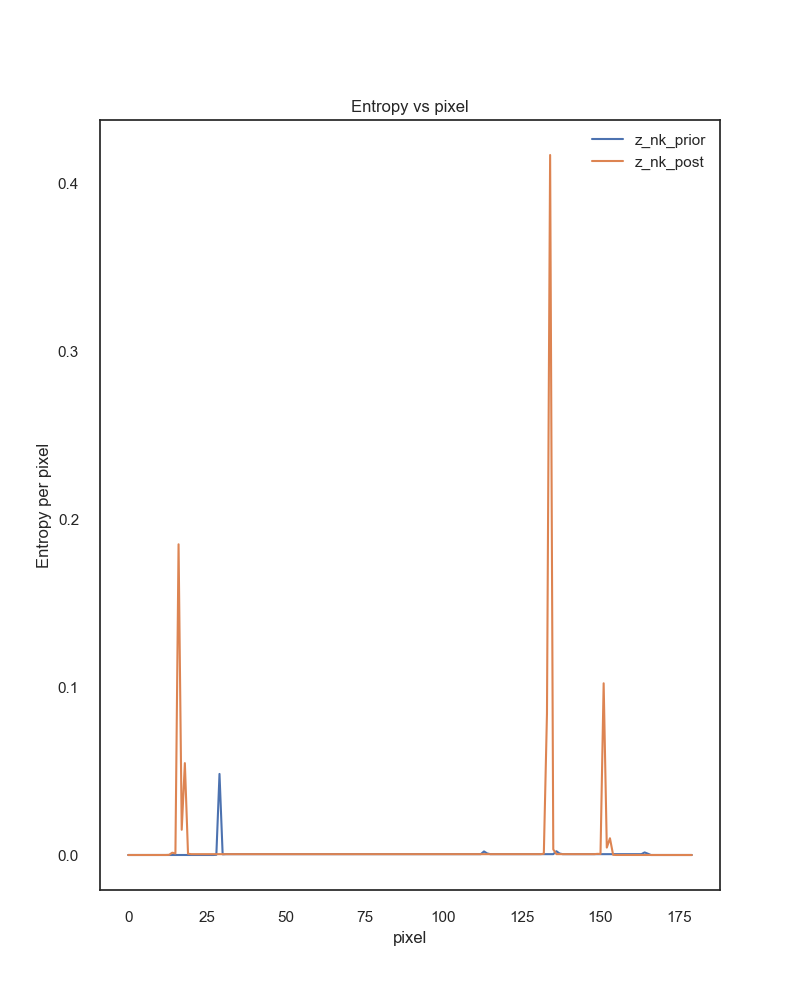 Entropy vs pixel
z_nk_prior
z_nk_post
0.4
0.3
0.2
0.1
0.0
Entropy per pixel
0 25 50 75 100 125 150 175
pixel